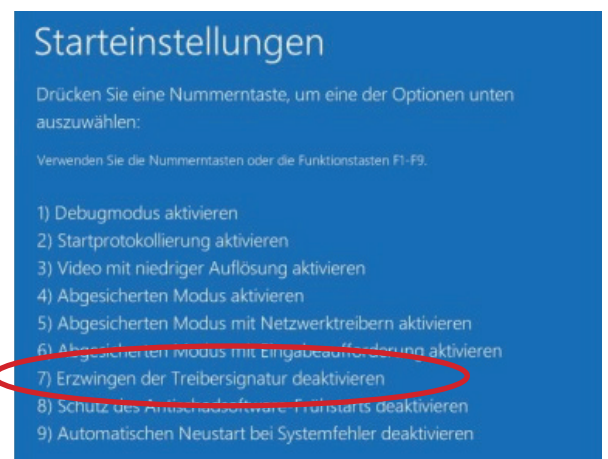 Starteinstellungen
Drücken Sie eine Nummerntaste, um eine der Optionen unten
auszuwählen:
Verwenden Sie die Nummerntasten oder die Funktionstasten F1-F9.
1) Debugmodus aktivieren
2) Startprotokollierung aktivieren
3) Video mit niedriger Auflösung aktivieren
4) Abgesicherten Modus aktivieren
5) Abgesicherten Modus mit Netzwerktreibern aktivieren
6) Abgesicherten Modus mit Eingabeaufforderung aktivieren
7) Erzwingen der Treibersignatur deaktivieren
8) Schutz des Antischadsoftware-Frühstarts deaktivieren
9) Automatischen Neustart bei Systemfehler deaktivieren